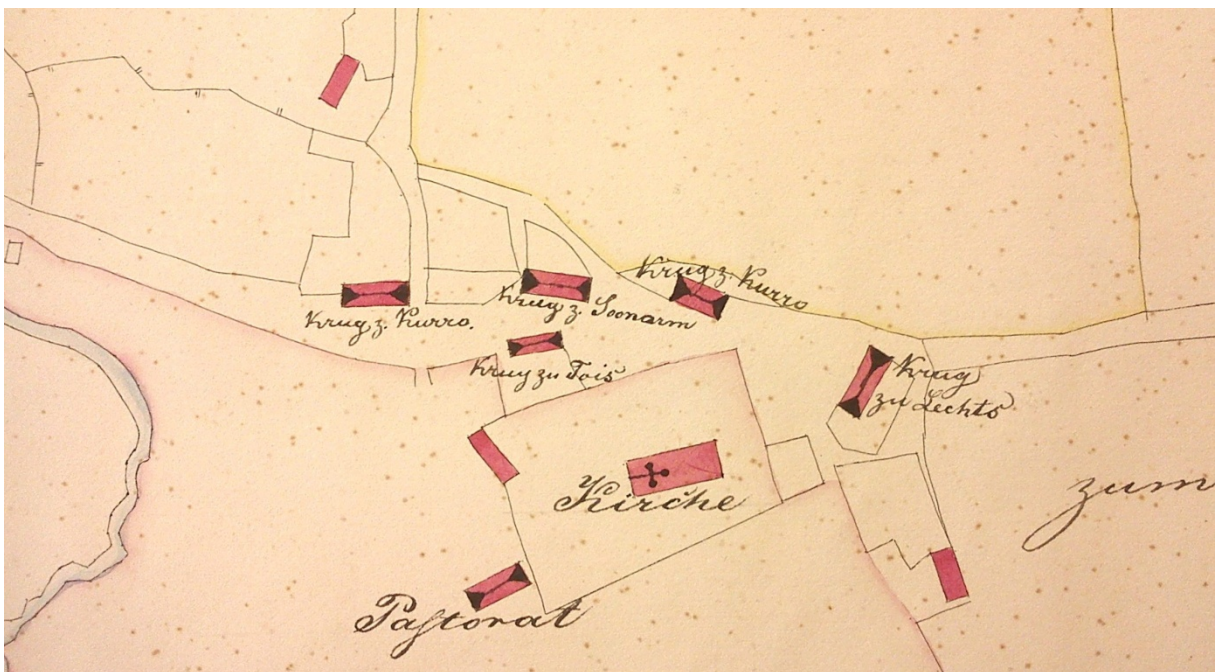 Krug z. Kurro
Krug z. Kurro.
Krug z. Soonarm
Krug zu Tois
Krug
zu Lechts
Kirche
zum
Pastorat